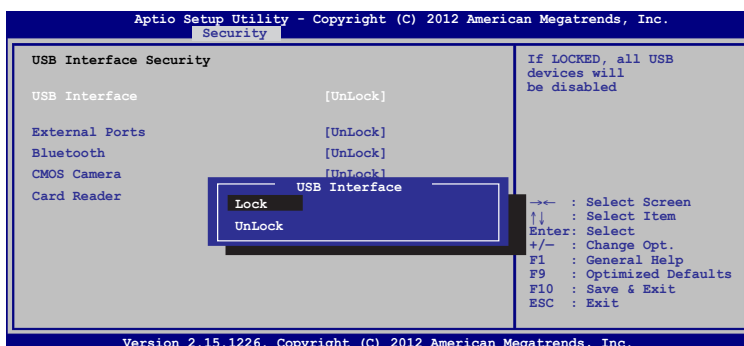 Aptio Setup Utility - Copyright (C) 2012 American Megatrends, Inc.
Security
USB Interface Security
USB Interface [UnLock]
External Ports [UnLock]
Bluetooth [UnLock]
CMOS Camera [UnLock]
Card Reader
USB Interface
Lock
UnLock
If LOCKED, all USB
devices will
be disabled
→← : Select Screen
↑↓ : Select Item
Enter: Select
+/— : Change Opt.
F1 : General Help
F9 : Optimized Defaults
F10 : Save & Exit
ESC : Exit
Version 2.15.1226. Copyright (C) 2012 American Megatrends, Inc.